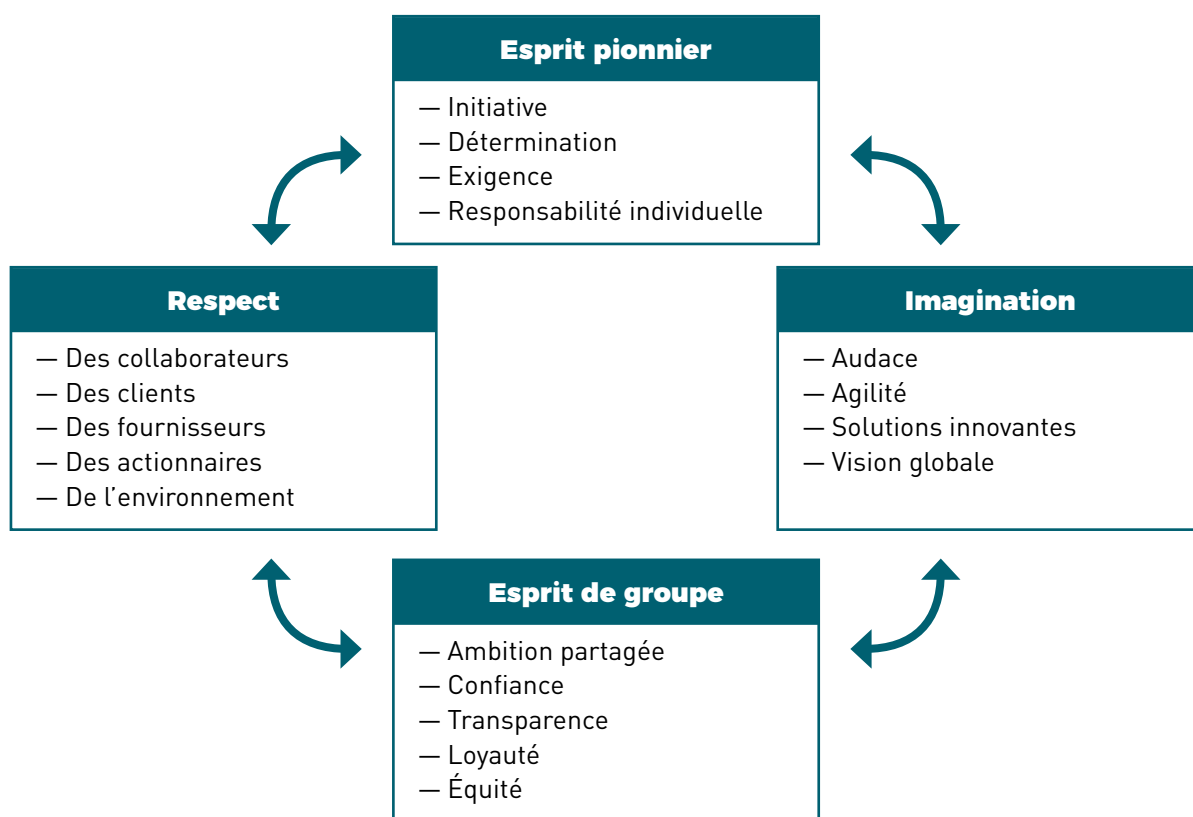 Esprit pionnier
— Initiative
— Détermination
— Exigence
— Responsabilité individuelle
Respect
— Des collaborateurs
— Des clients
— Des fournisseurs
— Des actionnaires
— De l’environnement
Imagination
— Audace
— Agilité
— Solutions innovantes
— Vision globale
Esprit de groupe
— Ambition partagée
— Confiance
— Transparence
— Loyauté
— Équité